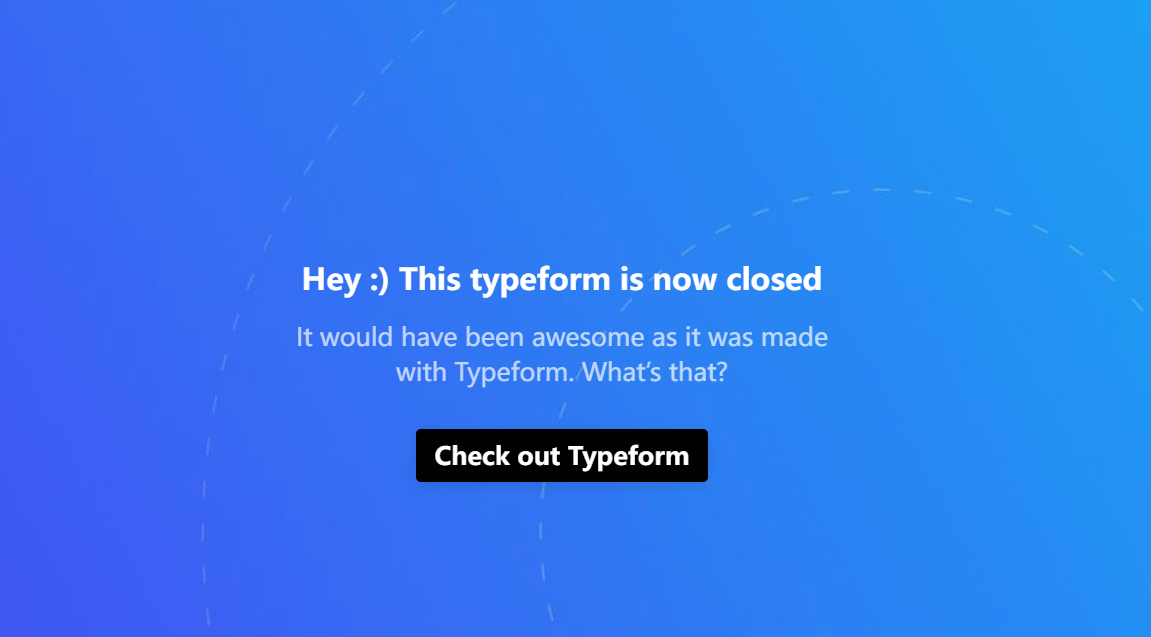 Hey :) This typeform is now closed
It would have been awesome as it was made
with Typeform. What’s that?
Check out Typeform